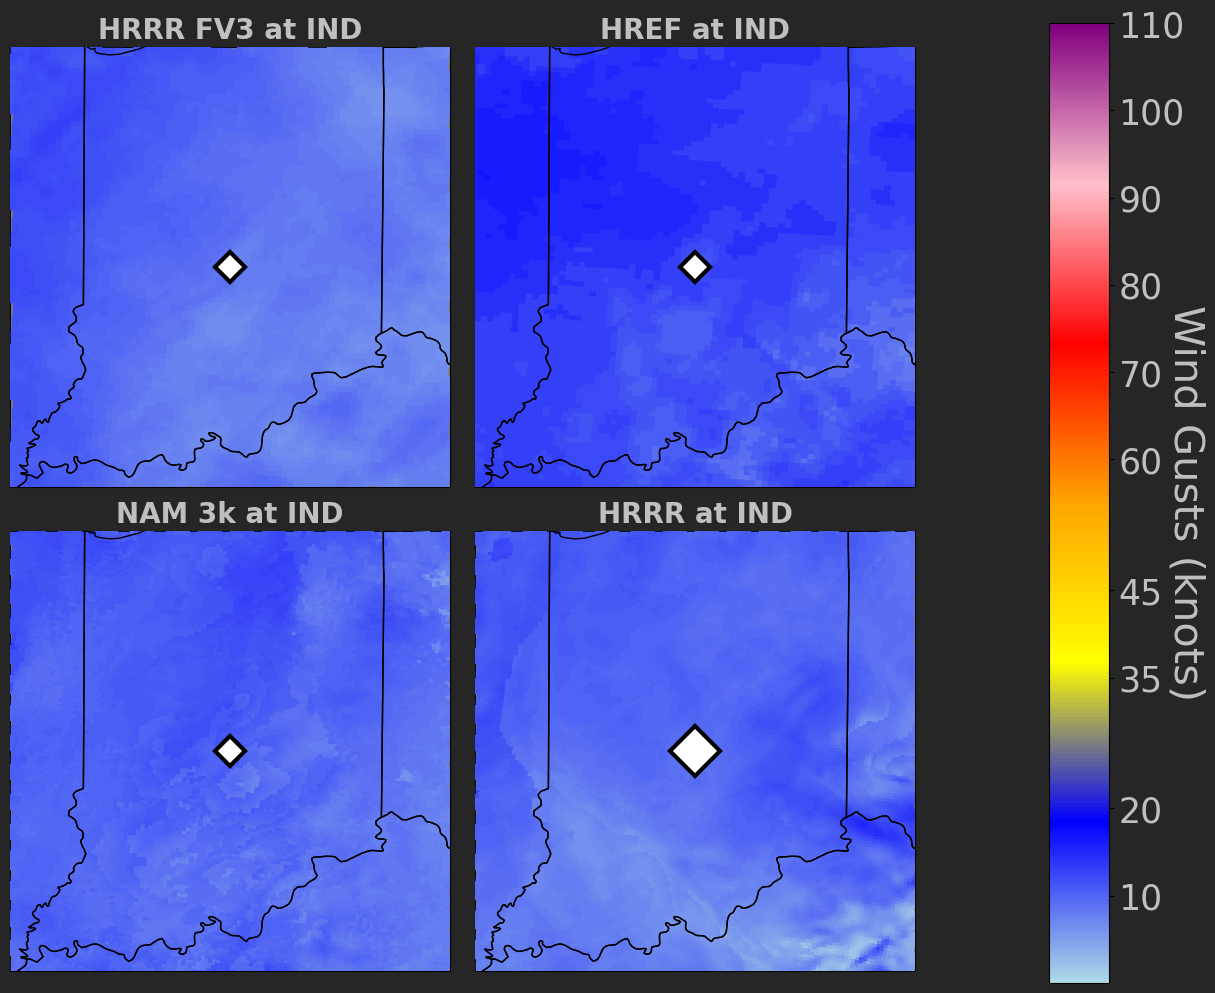 HRRR FV3 at IND
HREF at IND
NAM 3k at IND
HRRR at IND
110
100
90
80
70
60
45
35
20
10
Wind Gusts (knots)